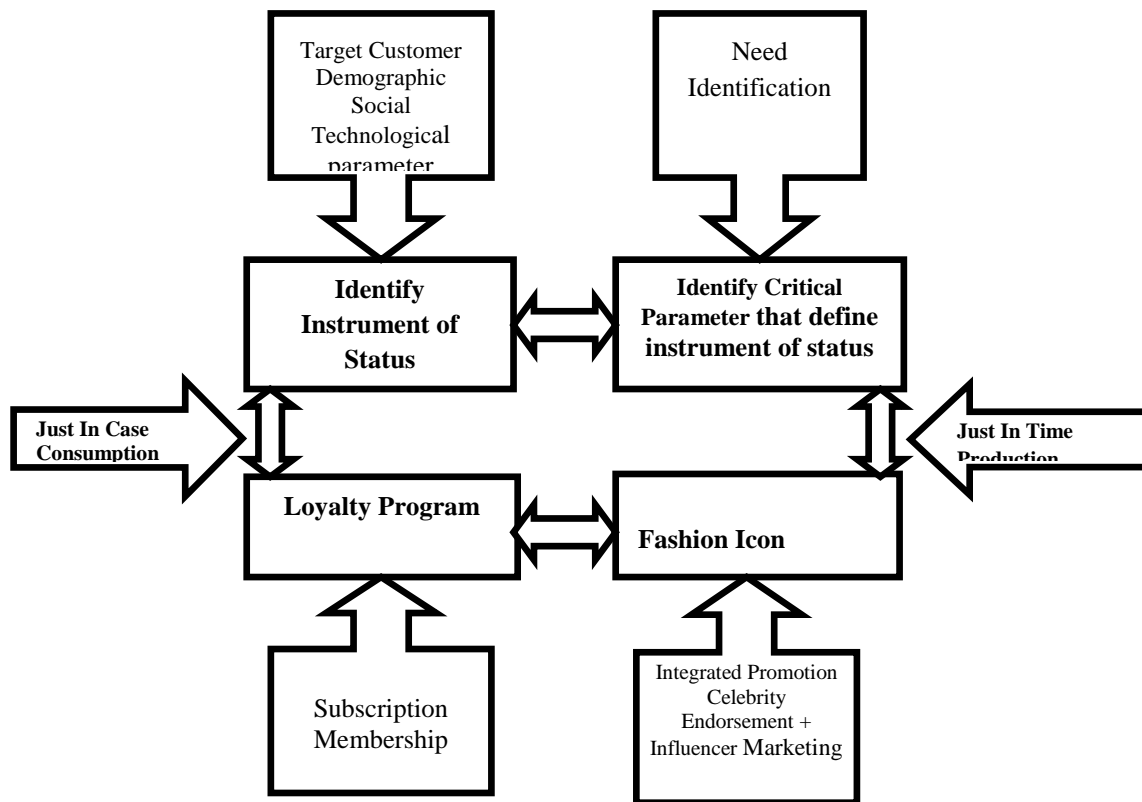 Target Customer
Demographic
Social
Technological
parameter
Need
Identification
Identify
Instrument of
Status
Identify Critical
Parameter that define
instrument of status
Just In Case
Consumption
Just In Time
Production
Loyalty Program
Fashion Icon
Subscription
Membership
Integrated Promotion
Celebrity
Endorsement +
Influencer Marketing